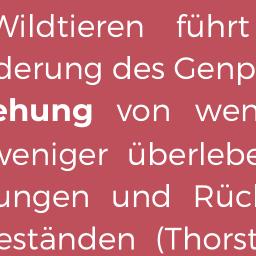 Wildtieren führt
derung des Genp
ehung von wen
weniger überlebe
ungen und Rück
eständen (Thorst